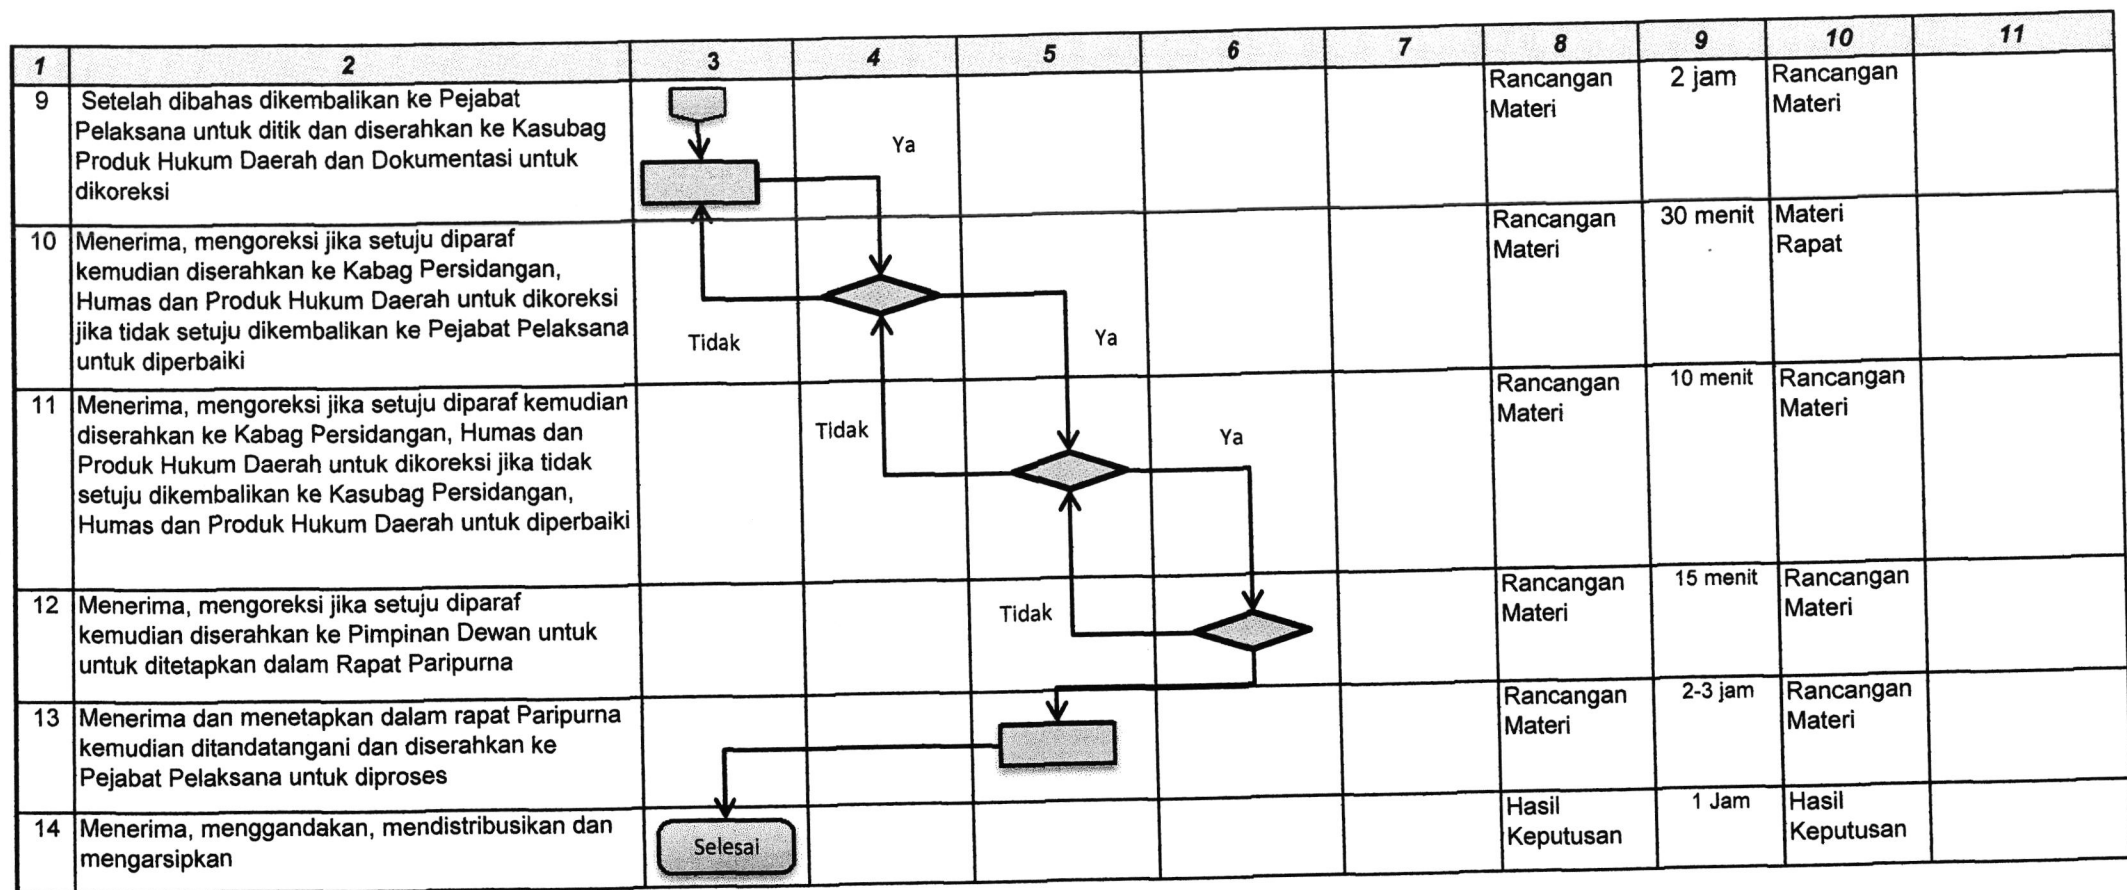 1 2 3 4 5 6 7 8 9 10 11
9 Setelah dibahas dikembalikan ke Pejabat
Pelaksana untuk ditik dan diserahkan ke Kasubag
Produk Hukum Daerah dan Dokumentasi untuk
dikoreksi
Ya
Rancangan
Materi
2 jam
Rancangan
Materi
10 Menerima, mengoreksi jika setuju diparaf
kemudian diserahkan ke Kabag Persidangan,
Humas dan Produk Hukum Daerah untuk dikoreksi
jika tidak setuju dikembalikan ke Pejabat Pelaksana
untuk diperbaiki
Tidak
Ya
Rancangan
Materi
30 menit
Materi
Rapat
11 Menerima, mengoreksi jika setuju diparaf kemudian
diserahkan ke Kabag Persidangan, Humas dan
Produk Hukum Daerah untuk dikoreksi jika tidak
setuju dikembalikan ke Kasubag Persidangan,
Humas dan Produk Hukum Daerah untuk diperbaiki
Tidak
Ya
Rancangan
Materi
10 menit
Rancangan
Materi
12 Menerima, mengoreksi jika setuju diparaf
kemudian diserahkan ke Pimpinan Dewan untuk
untuk ditetapkan dalam Rapat Paripurna
Tidak
Rancangan
Materi
15 menit
Rancangan
Materi
13 Menerima dan menetapkan dalam rapat Paripurna
kemudian ditandatangani dan diserahkan ke
Pejabat Pelaksana untuk diproses
Rancangan
Materi
2-3 jam
Rancangan
Materi
14 Menerima, menggandakan, mendistribusikan dan
mengarsipkan
Selesai
Hasil
Keputusan
1 Jam
Hasil
Keputusan